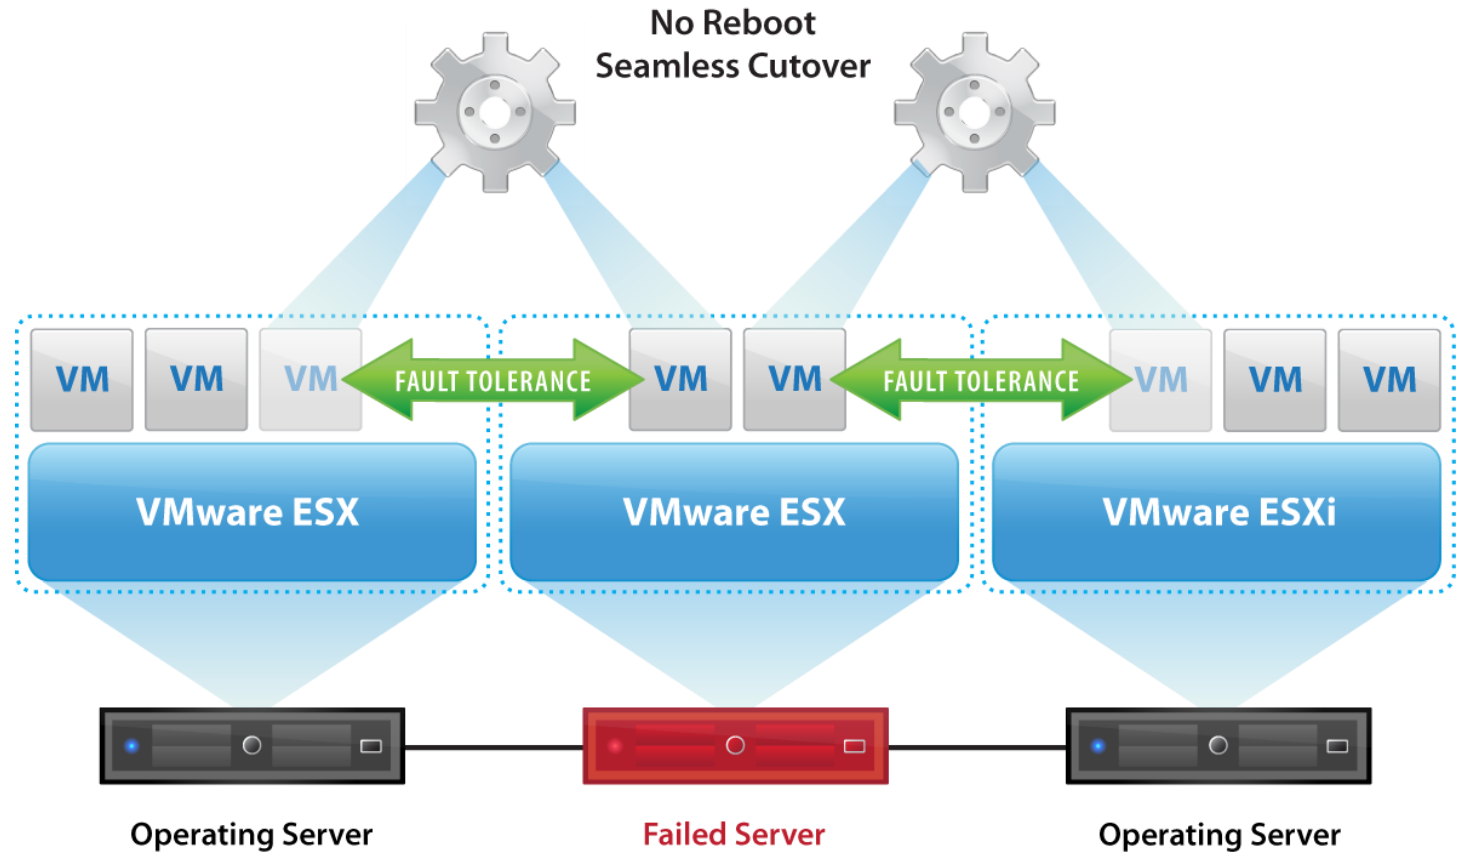 No Reboot
Seamless Cutover
VM VM VM FAULT TOLERANCE VM VM FAULT TOLERANCE VM VM VM
VMware ESX VMware ESX VMware ESXi
Operating Server Failed Server Operating Server